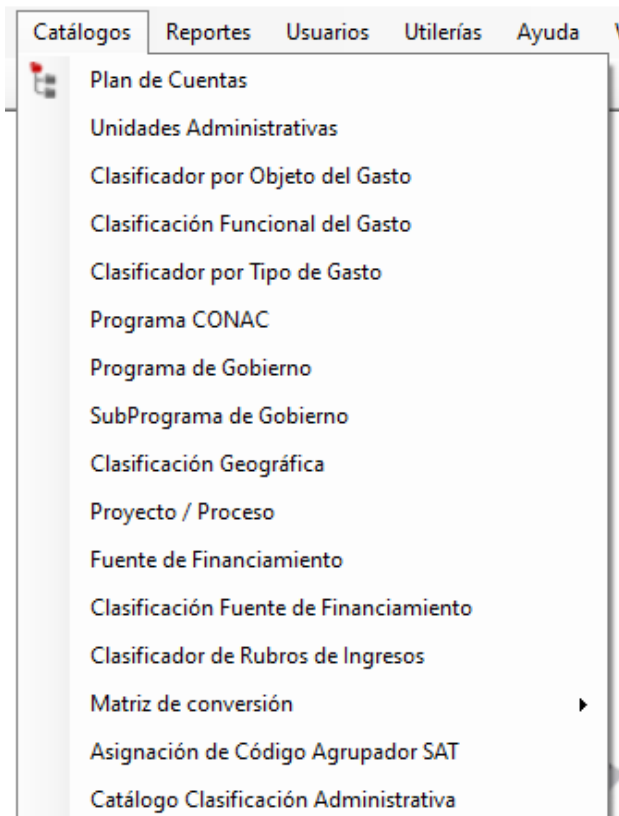 Catálogos Reportes Usuarios Utilerías Ayuda
Plan de Cuentas
Unidades Administrativas
Clasificador por Objeto del Gasto
Clasificación Funcional del Gasto
Clasificador por Tipo de Gasto
Programa CONAC
Programa de Gobierno
SubPrograma de Gobierno
Clasificación Geográfica
Proyecto / Proceso
Fuente de Financiamiento
Clasificación Fuente de Financiamiento
Clasificador de Rubros de Ingresos
Matriz de conversión
Asignación de Código Agrupador SAT
Catálogo Clasificación Administrativa